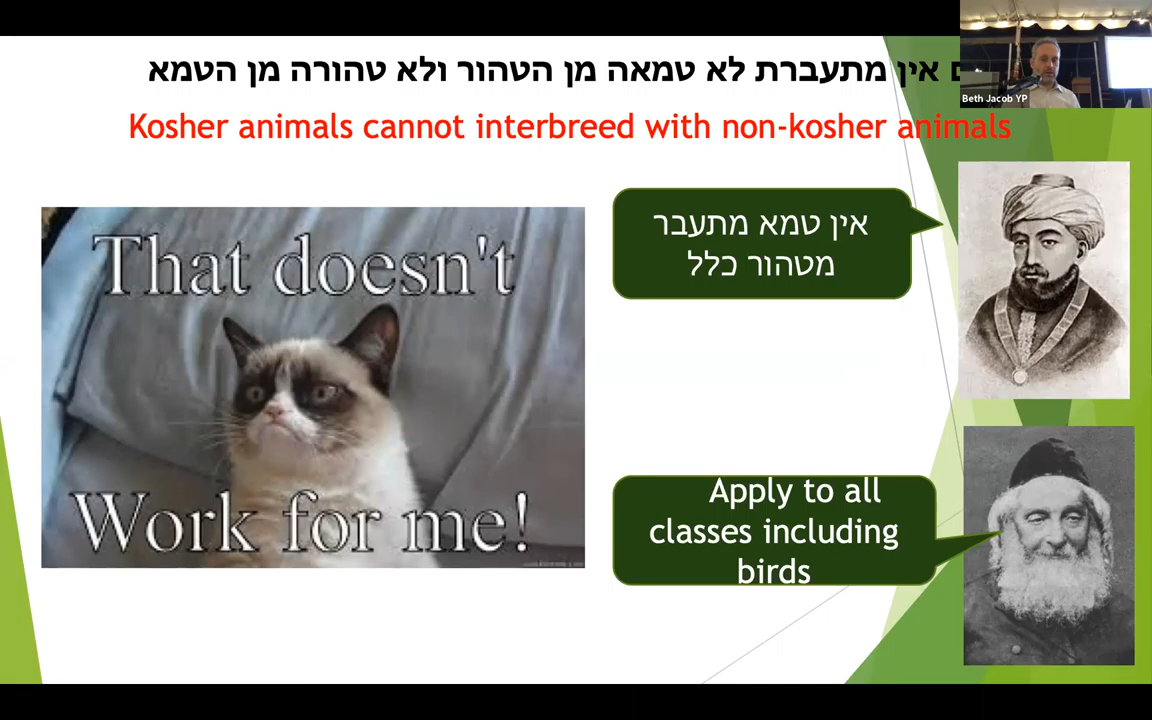 אין מתעברת לא טמאה מן הטהור ולא טהורה מן הטמא
Beth Jacob YP
Kosher animals cannot interbreed with non-kosher animals
אין טמא מתעבר
מטהור כלל
That doesn't
Work for me!
Apply to all
classes including
birds